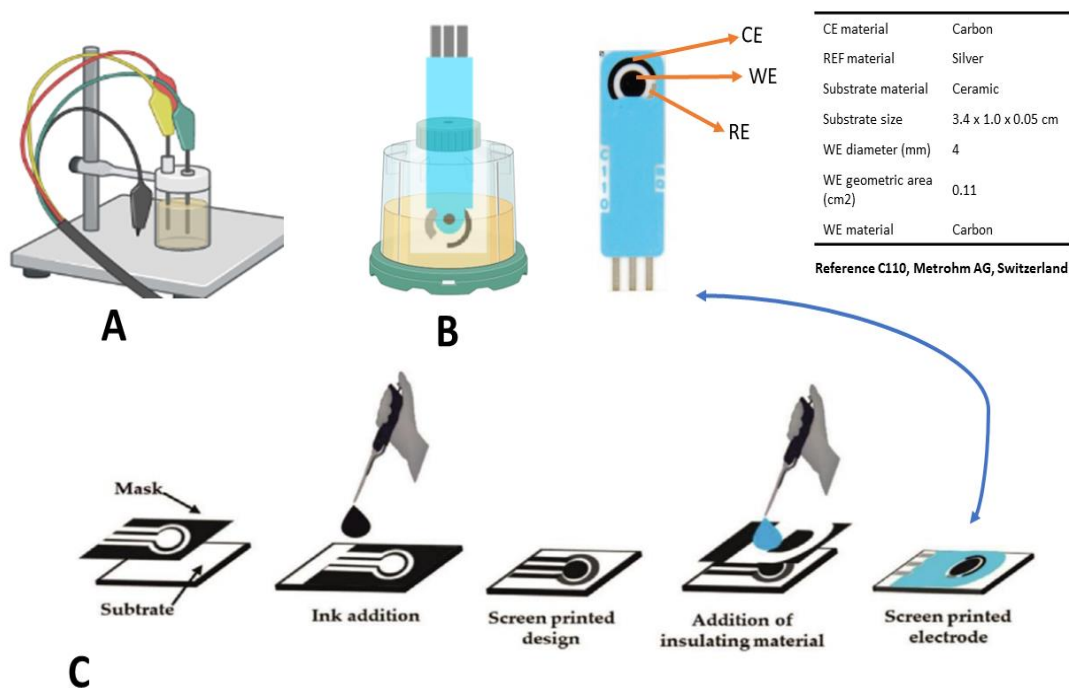 CE
WE
RE
C110
CE material Carbon
REF material Silver
Substrate material Ceramic
Substrate size 3.4 x 1.0 x 0.05 cm
WE diameter (mm) 4
WE geometric area
(cm2) 0.11
WE material Carbon
Reference C110, Metrohm AG, Switzerland
A
B
Mask
Subtrate
Ink addition
Screen printed
design
Addition of
insulating material
Screen printed
electrode
C